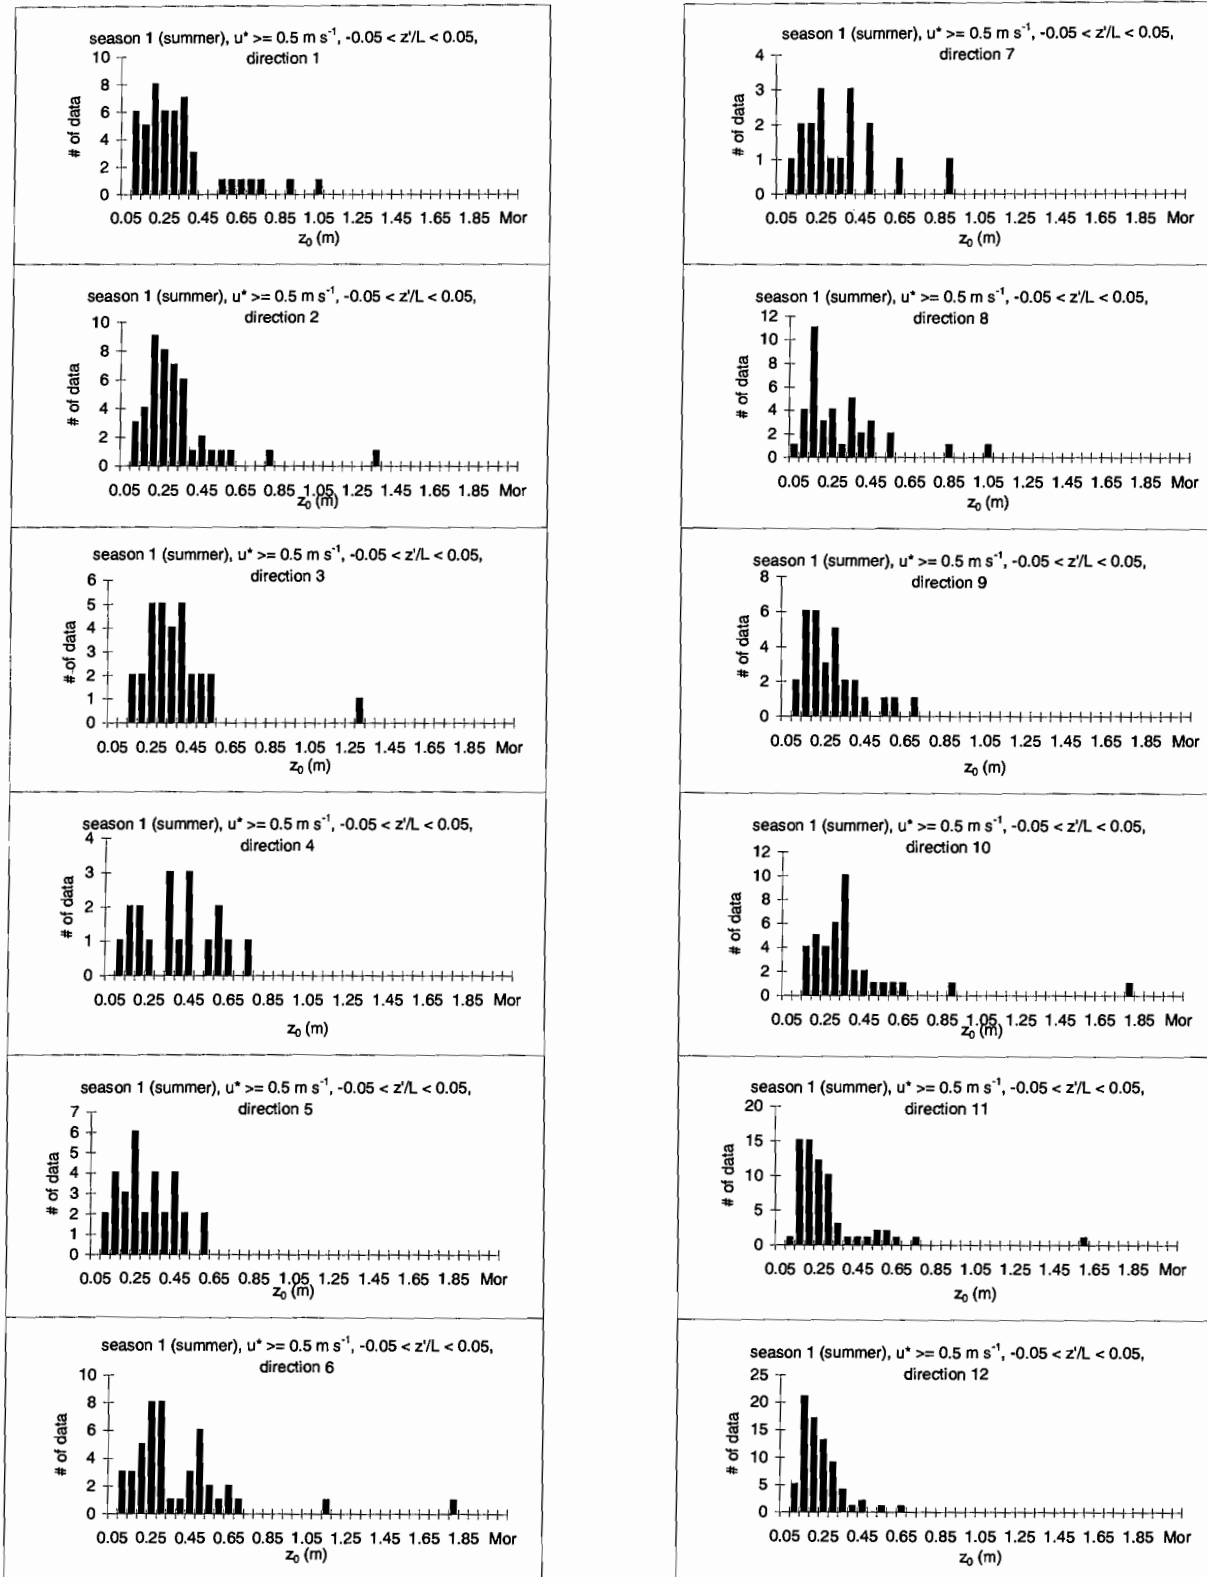 season 1 (summer), u* >= 0.5 m s⁻¹, -0.05 < z'/L < 0.05,
direction 1
10
8
6
4
2
0
# of data
0.05 0.25 0.45 0.65 0.85 1.05 1.25 1.45 1.65 1.85 Mor
z₀ (m)
season 1 (summer), u* >= 0.5 m s⁻¹, -0.05 < z'/L < 0.05,
direction 2
10
8
6
4
2
0
# of data
0.05 0.25 0.45 0.65 0.85 1.05 1.25 1.45 1.65 1.85 Mor
z₀ (m)
season 1 (summer), u* >= 0.5 m s⁻¹, -0.05 < z'/L < 0.05,
direction 3
6
5
4
3
2
1
0
# of data
0.05 0.25 0.45 0.65 0.85 1.05 1.25 1.45 1.65 1.85 Mor
z₀ (m)
season 1 (summer), u* >= 0.5 m s⁻¹, -0.05 < z'/L < 0.05,
direction 4
4
3
2
1
0
# of data
0.05 0.25 0.45 0.65 0.85 1.05 1.25 1.45 1.65 1.85 Mor
z₀ (m)
season 1 (summer), u* >= 0.5 m s⁻¹, -0.05 < z'/L < 0.05,
direction 5
7
6
5
4
3
2
1
0
# of data
0.05 0.25 0.45 0.65 0.85 1.05 1.25 1.45 1.65 1.85 Mor
z₀ (m)
season 1 (summer), u* >= 0.5 m s⁻¹, -0.05 < z'/L < 0.05,
direction 6
10
8
6
4
2
0
# of data
0.05 0.25 0.45 0.65 0.85 1.05 1.25 1.45 1.65 1.85 Mor
z₀ (m)
season 1 (summer), u* >= 0.5 m s⁻¹, -0.05 < z'/L < 0.05,
direction 7
4
3
2
1
0
# of data
0.05 0.25 0.45 0.65 0.85 1.05 1.25 1.45 1.65 1.85 Mor
z₀ (m)
season 1 (summer), u* >= 0.5 m s⁻¹, -0.05 < z'/L < 0.05,
direction 8
12
10
8
6
4
2
0
# of data
0.05 0.25 0.45 0.65 0.85 1.05 1.25 1.45 1.65 1.85 Mor
z₀ (m)
season 1 (summer), u* >= 0.5 m s⁻¹, -0.05 < z'/L < 0.05,
direction 9
8
6
4
2
0
# of data
0.05 0.25 0.45 0.65 0.85 1.05 1.25 1.45 1.65 1.85 Mor
z₀ (m)
season 1 (summer), u* >= 0.5 m s⁻¹, -0.05 < z'/L < 0.05,
direction 10
12
10
8
6
4
2
0
# of data
0.05 0.25 0.45 0.65 0.85 1.05 1.25 1.45 1.65 1.85 Mor
z₀ (m)
season 1 (summer), u* >= 0.5 m s⁻¹, -0.05 < z'/L < 0.05,
direction 11
20
15
10
5
0
# of data
0.05 0.25 0.45 0.65 0.85 1.05 1.25 1.45 1.65 1.85 Mor
z₀ (m)
season 1 (summer), u* >= 0.5 m s⁻¹, -0.05 < z'/L < 0.05,
direction 12
25
20
15
10
5
0
# of data
0.05 0.25 0.45 0.65 0.85 1.05 1.25 1.45 1.65 1.85 Mor
z₀ (m)